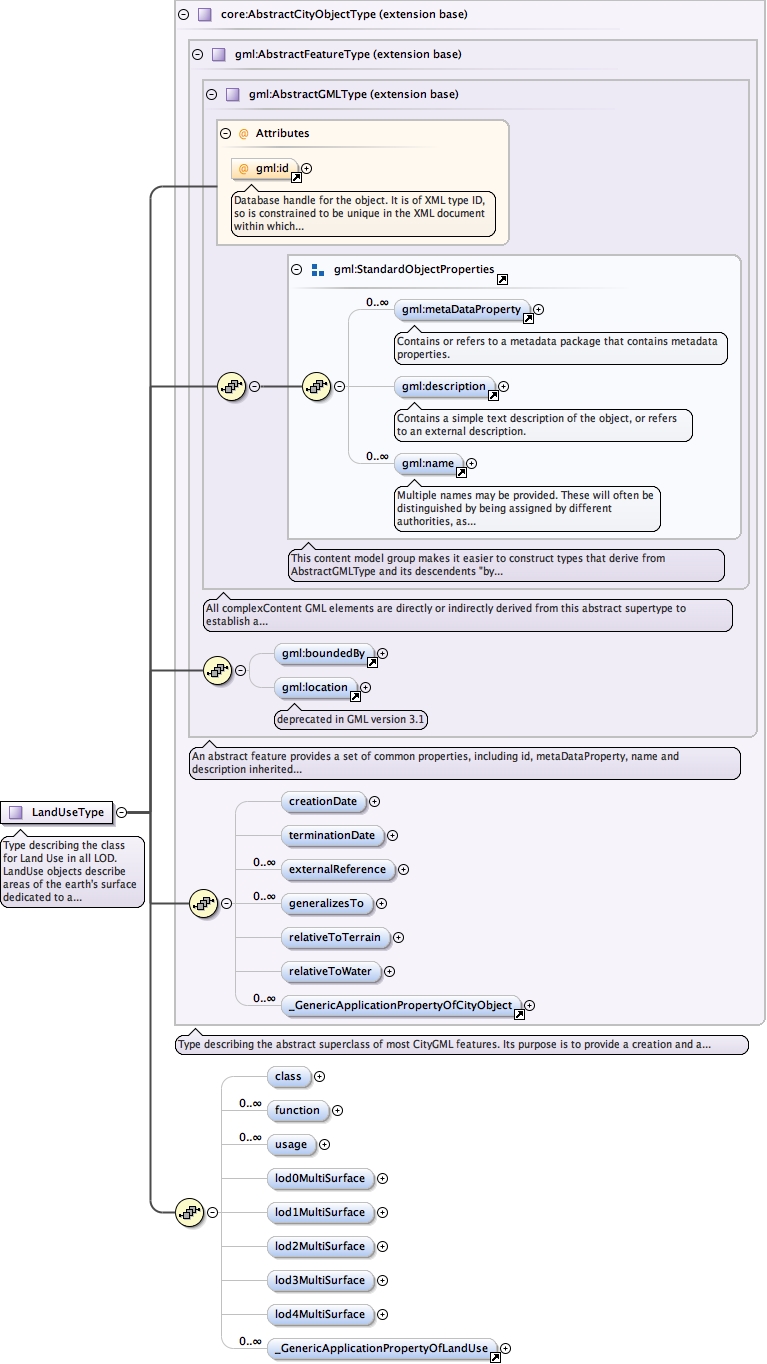 core:AbstractCityObjectType (extension base)
gml:AbstractFeatureType (extension base)
gml:AbstractGMLType (extension base)
@ Attributes
@ gml:id
Database handle for the object. It is of XML type ID,
so is constrained to be unique in the XML document
within which...
gml:StandardObjectProperties
0..∞
gml:metaDataProperty
Contains or refers to a metadata package that contains metadata
properties.
gml:description
Contains a simple text description of the object, or refers
to an external description.
0..∞
gml:name
Multiple names may be provided. These will often be
distinguished by being assigned by different
authorities, as...
This content model group makes it easier to construct types that derive from
AbstractGMLType and its descendents "by...
All complexContent GML elements are directly or indirectly derived from this abstract supertype to
establish a...
gml:boundedBy
gml:location
deprecated in GML version 3.1
An abstract feature provides a set of common properties, including id, metaDataProperty, name and
description inherited...
LandUseType
Type describing the class
for Land Use in all LOD.
LandUse objects describe
areas of the earth's surface
dedicated to a...
creationDate
terminationDate
0..∞
externalReference
0..∞
generalizesTo
relativeToTerrain
relativeToWater
0..∞
_GenericApplicationPropertyOfCityObject
Type describing the abstract superclass of most CityGML features. Its purpose is to provide a creation and a...
class
0..∞
function
0..∞
usage
lod0MultiSurface
lod1MultiSurface
lod2MultiSurface
lod3MultiSurface
lod4MultiSurface
0..∞
_GenericApplicationPropertyOfLandUse